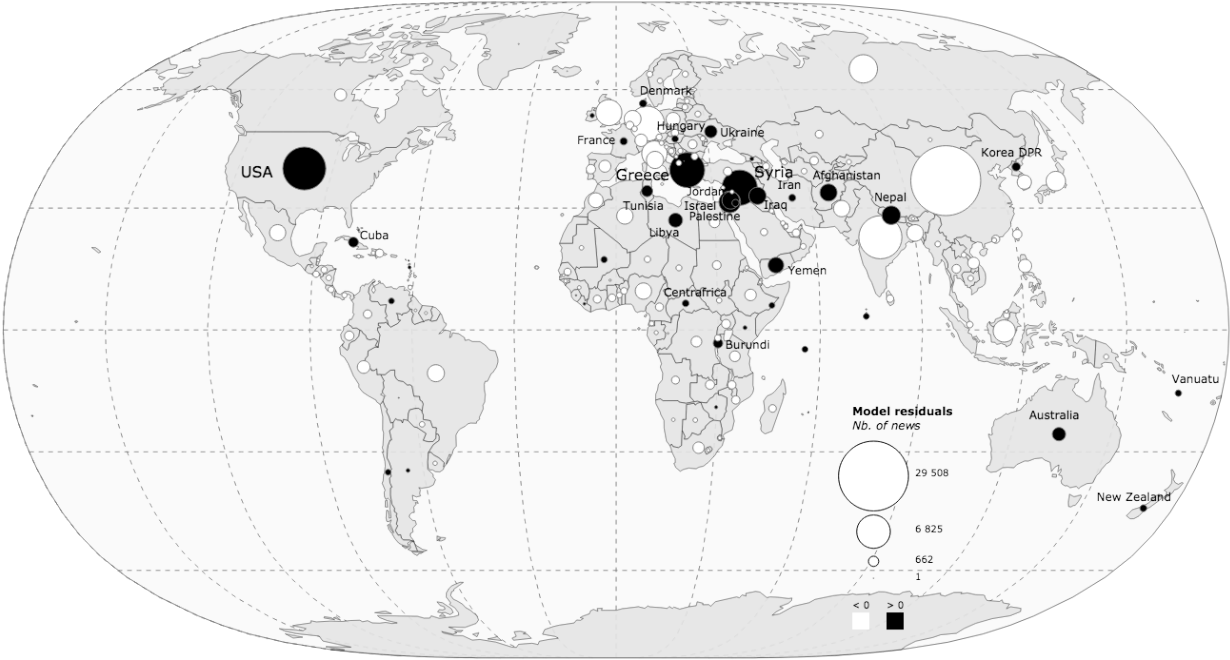 Denmark
Hungary
Ukraine
France
Korea DPR
USA
Greece
Syria
Iran
Afghanistan
Jordan
Nepal
Tunisia
Israel
Iraq
Palestine
Libya
Cuba
Yemen
Centrafrica
Burundi
Vanuatu
Model residuals
Nb. of news
Australia
29 508
New Zealand
6 825
662
1
< 0 > 0